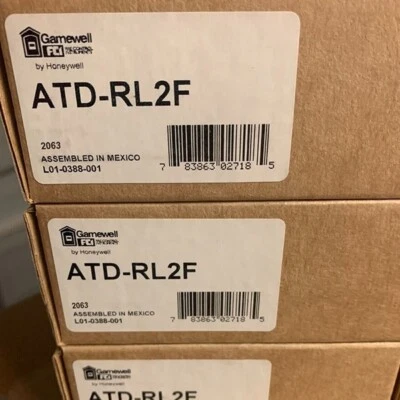 Gamewell
FCI
by Honeywell
ATD-RL2F
2063
ASSEMBLED IN MEXICO
L01-0388-001
7 83863 02718 5
Gamewell
FCI
by Honeywell
ATD-RL2F
2063
ASSEMBLED IN MEXICO
L01-0388-001
7 83863 02718 5
Gamewell
FCI
by Honeywell
ATD-RL2F